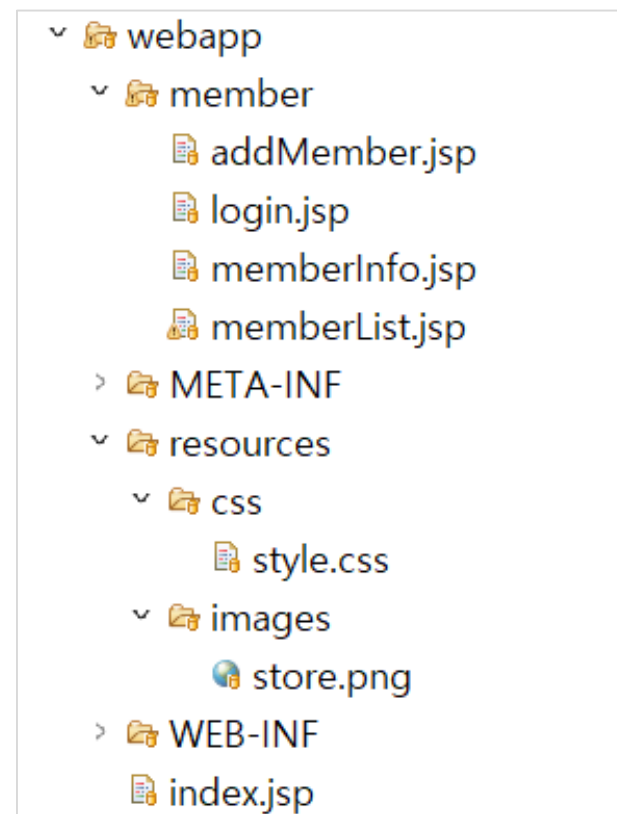 webapp
member
addMember.jsp
login.jsp
memberInfo.jsp
memberList.jsp
META-INF
resources
css
style.css
images
store.png
WEB-INF
index.jsp